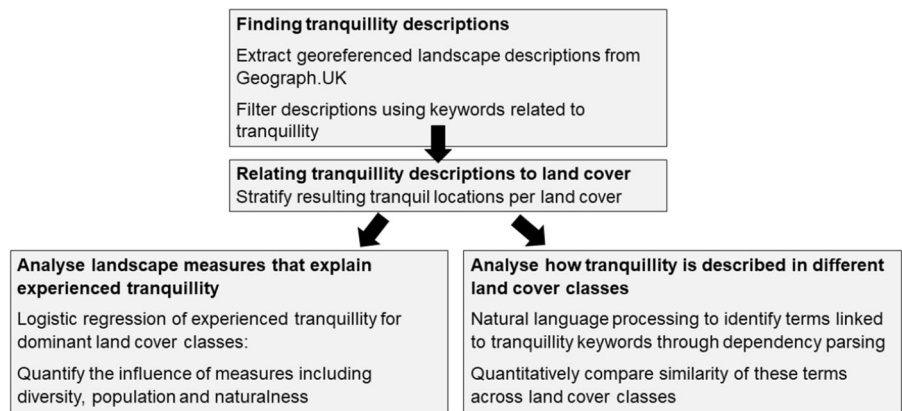 Finding tranquillity descriptions
Extract georeferenced landscape descriptions from
Geograph.UK
Filter descriptions using keywords related to
tranquillity
Relating tranquillity descriptions to land cover
Stratify resulting tranquil locations per land cover
Analyse landscape measures that explain
experienced tranquillity
Logistic regression of experienced tranquillity for
dominant land cover classes:
Quantify the influence of measures including
diversity, population and naturalness
Analyse how tranquillity is described in different
land cover classes
Natural language processing to identify terms linked
to tranquillity keywords through dependency parsing
Quantitatively compare similarity of these terms
across land cover classes